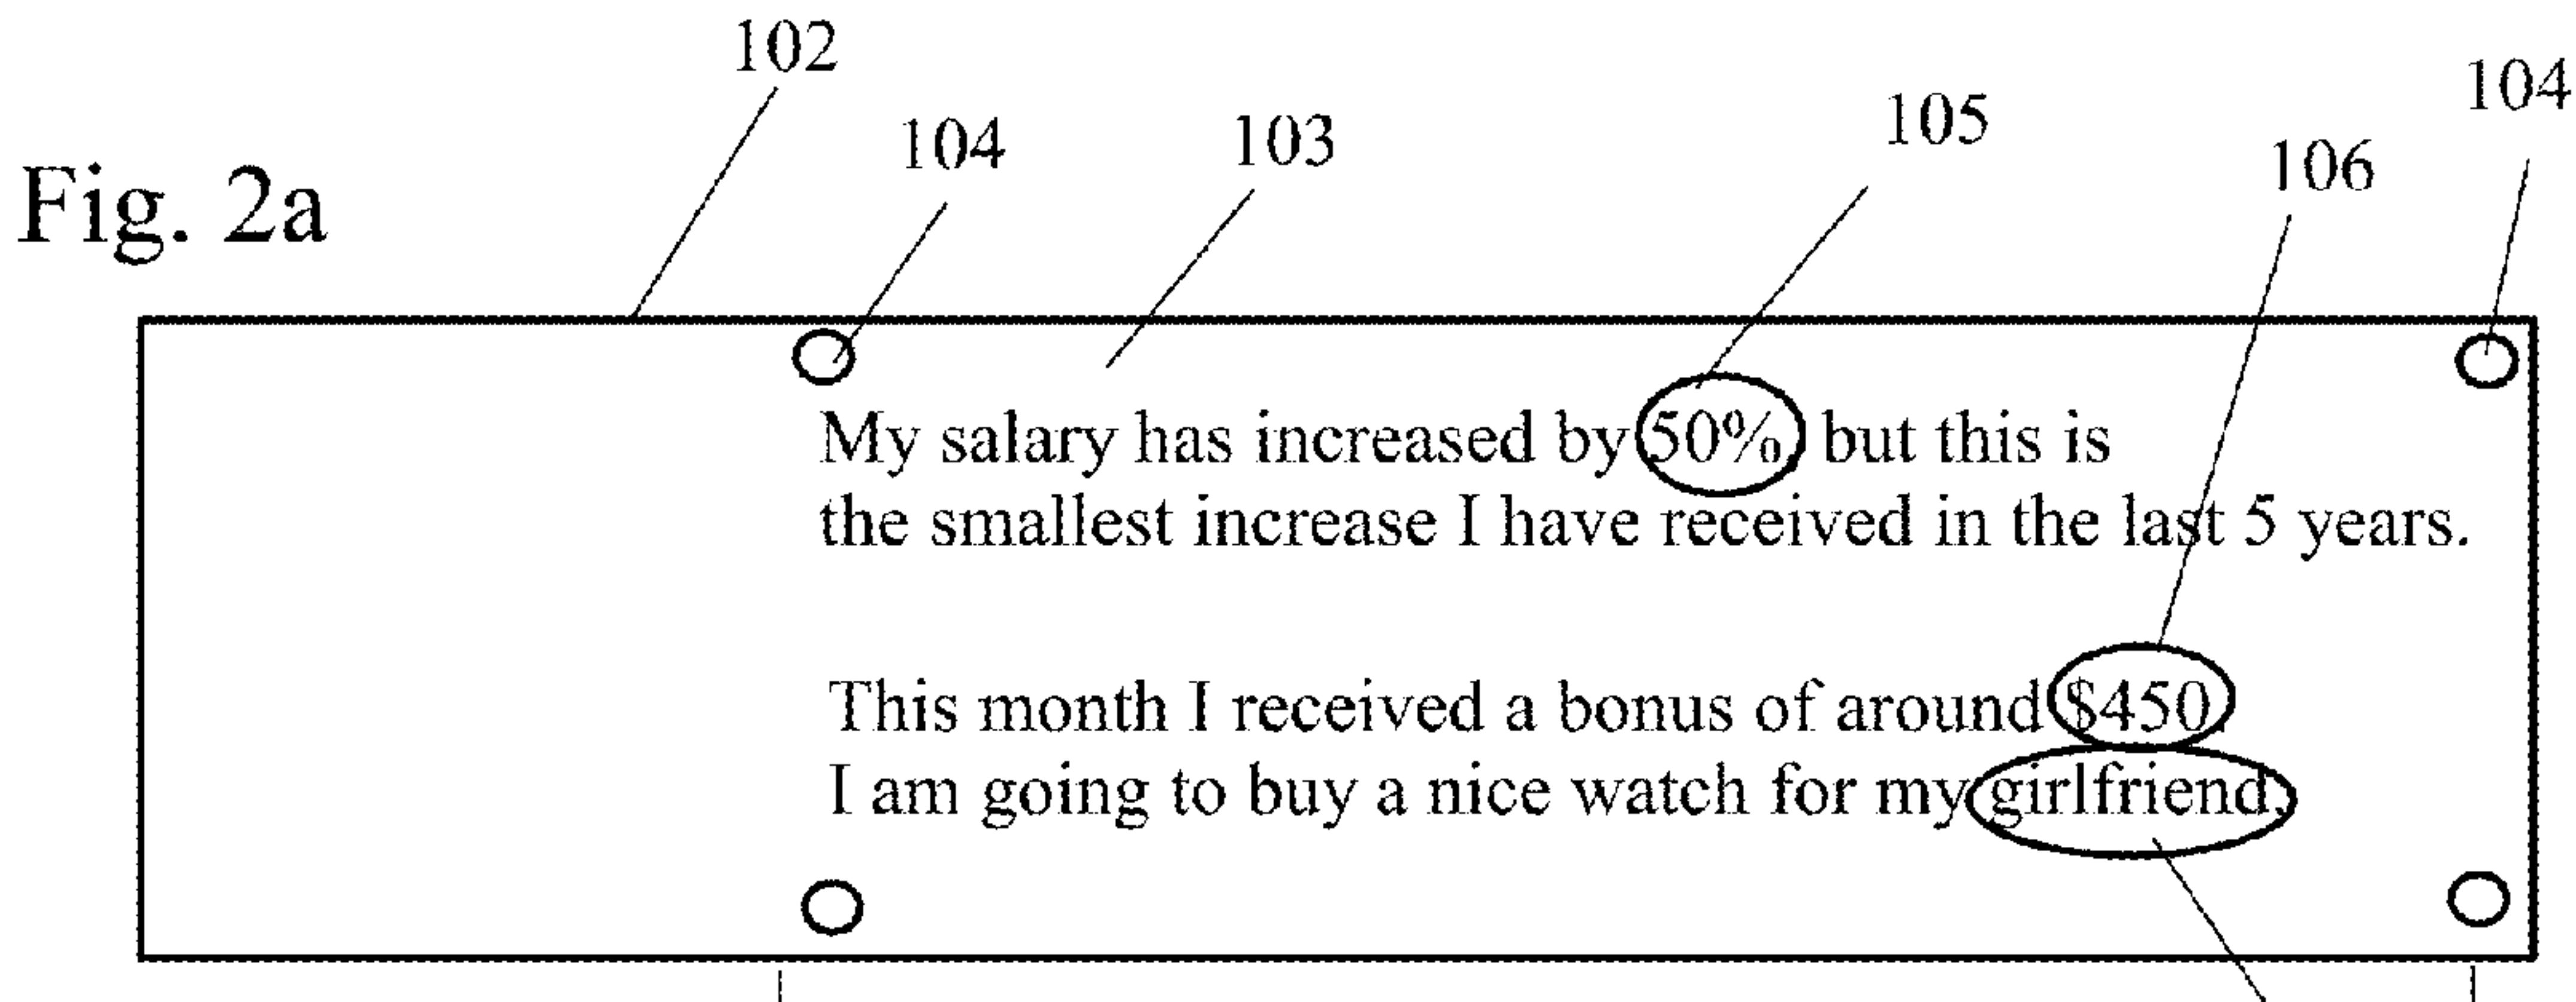 102
104
104
103
105
106
Fig. 2a
My salary has increased by 50%, but this is
the smallest increase I have received in the last 5 years.
This month I received a bonus of around $450.
I am going to buy a nice watch for my girlfriend.